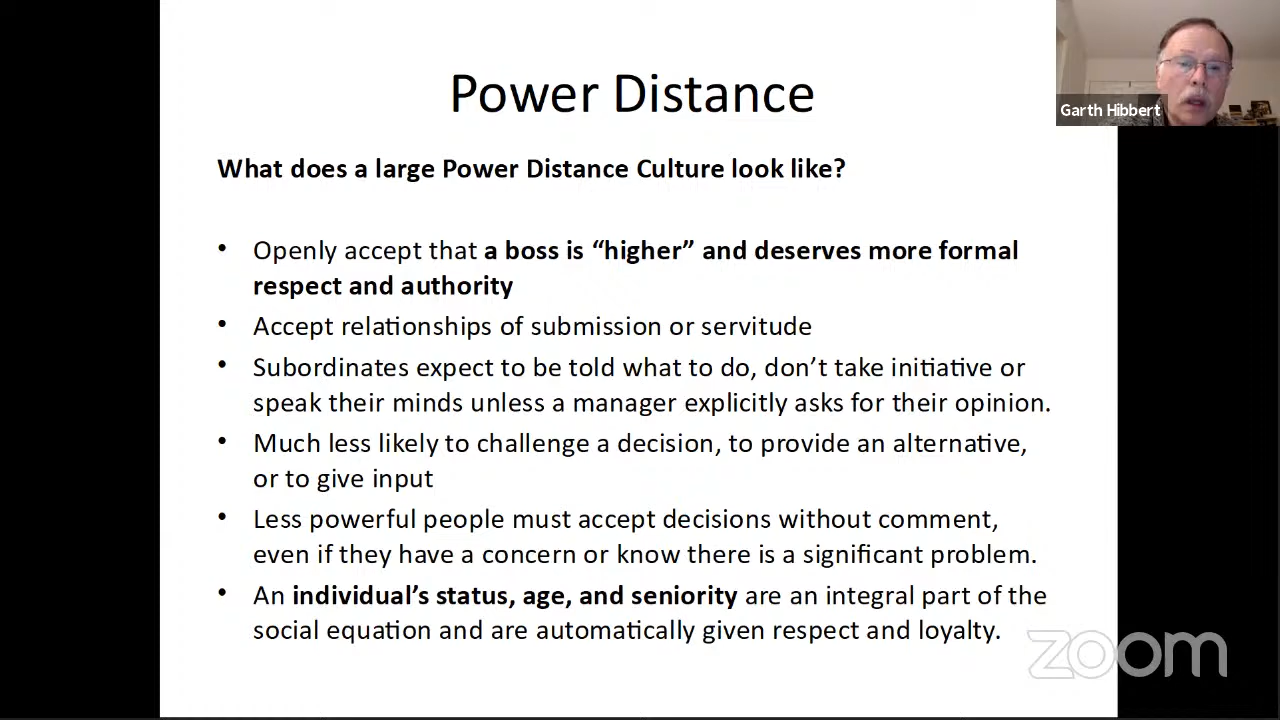 Power Distance
Garth Hibbert
What does a large Power Distance Culture look like?
• Openly accept that a boss is “higher” and deserves more formal
respect and authority
• Accept relationships of submission or servitude
• Subordinates expect to be told what to do, don’t take initiative or
speak their minds unless a manager explicitly asks for their opinion.
• Much less likely to challenge a decision, to provide an alternative,
or to give input
• Less powerful people must accept decisions without comment,
even if they have a concern or know there is a significant problem.
• An individual’s status, age, and seniority are an integral part of the
social equation and are automatically given respect and loyalty.
zoom